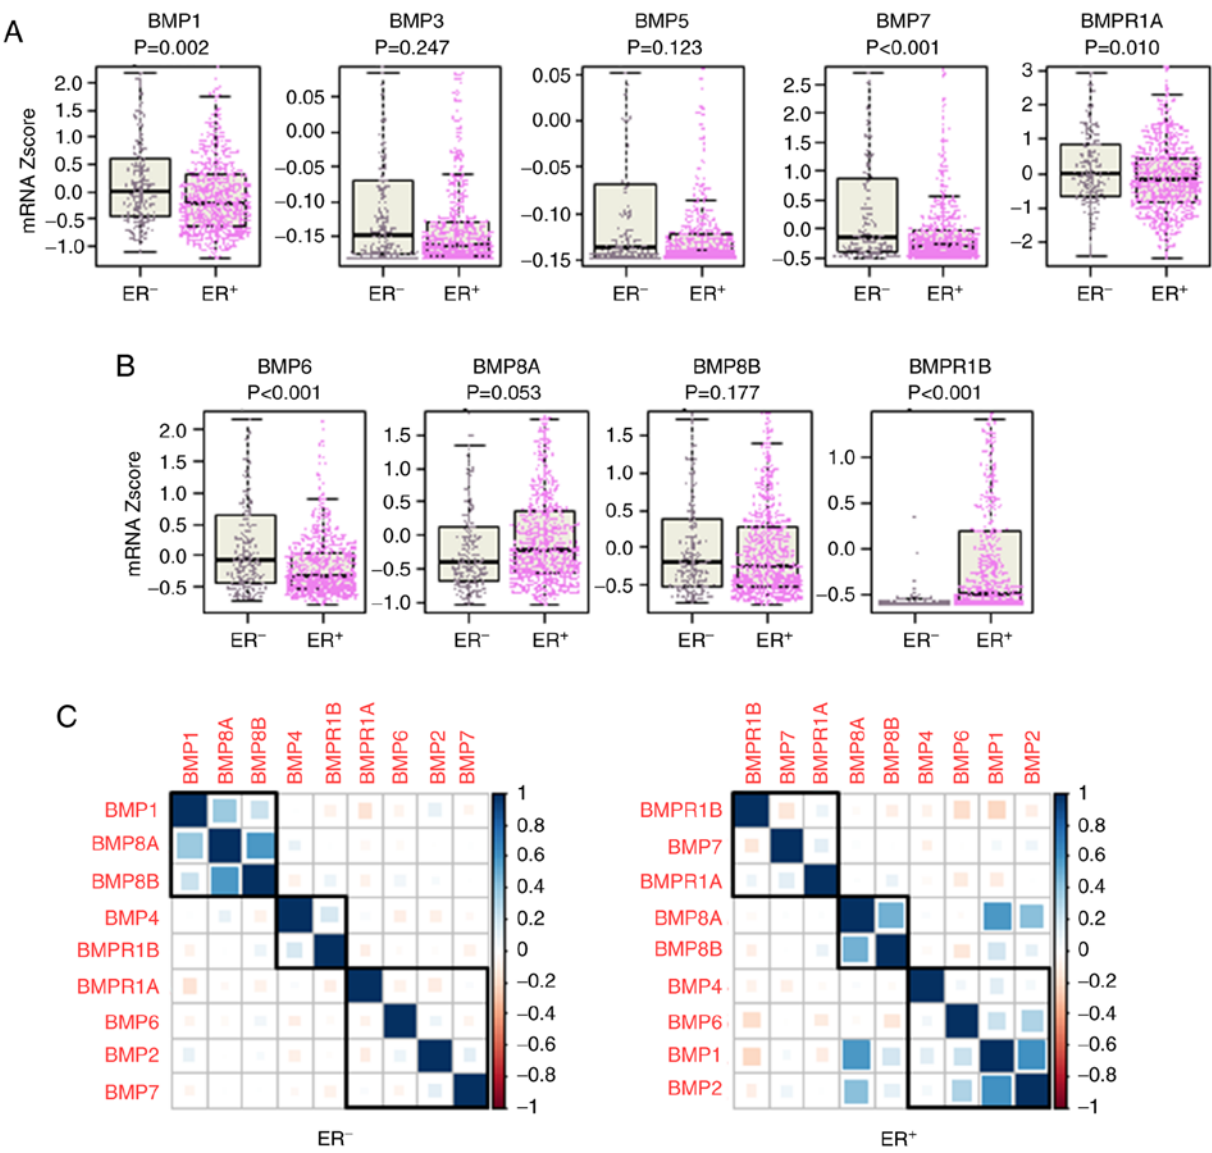 A
BMP1 BMP3 BMP5 BMP7 BMPR1A
P=0.002 P=0.247 P=0.123 P<0.001 P=0.010
mRNA Zscore
2.0 1.5 1.0 0.5 0.0 −0.5 −1.0
0.05 0.00 −0.05 −0.10 −0.15
0.05 0.00 −0.05 −0.10 −0.15
2.5 2.0 1.5 1.0 0.5 0.0 −0.5
3 2 1 0 −1 −2
ER− ER+ ER− ER+ ER− ER+ ER− ER+ ER− ER+
B
BMP6 BMP8A BMP8B BMPR1B
P<0.001 P=0.053 P=0.177 P<0.001
mRNA Zscore
2.0 1.5 1.0 0.5 0.0 −0.5
1.5 1.0 0.5 0.0 −0.5 −1.0
1.5 1.0 0.5 0.0 −0.5
1.0 0.5 0.0 −0.5
ER− ER+ ER− ER+ ER− ER+ ER− ER+
C
BMP1 BMP8A BMP8B BMP4 BMPR1B BMPR1A BMP6 BMP2 BMP7
BMP1
BMP8A
BMP8B
BMP4
BMPR1B
BMPR1A
BMP6
BMP2
BMP7
1
0.8
0.6
0.4
0.2
0
−0.2
−0.4
−0.6
−0.8
−1
ER−
BMPR1B BMP7 BMPR1A BMP8A BMP8B BMP4 BMP6 BMP1 BMP2
BMPR1B
BMP7
BMPR1A
BMP8A
BMP8B
BMP4
BMP6
BMP1
BMP2
1
0.8
0.6
0.4
0.2
0
−0.2
−0.4
−0.6
−0.8
−1
ER+